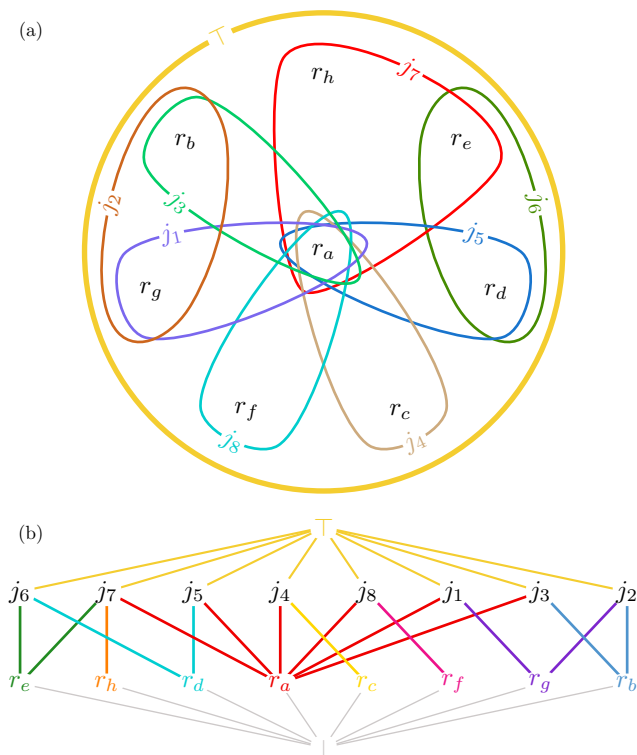 (a)
⊤
r_h
j_7
r_b
r_e
j_2
j_3
j_6
j_1
j_5
r_a
r_g
r_d
r_f
r_c
j_8
j_4
(b)
⊤
j_6 j_7 j_5 j_4 j_8 j_1 j_3 j_2
r_e r_h r_d r_a r_c r_f r_g r_b
⊥